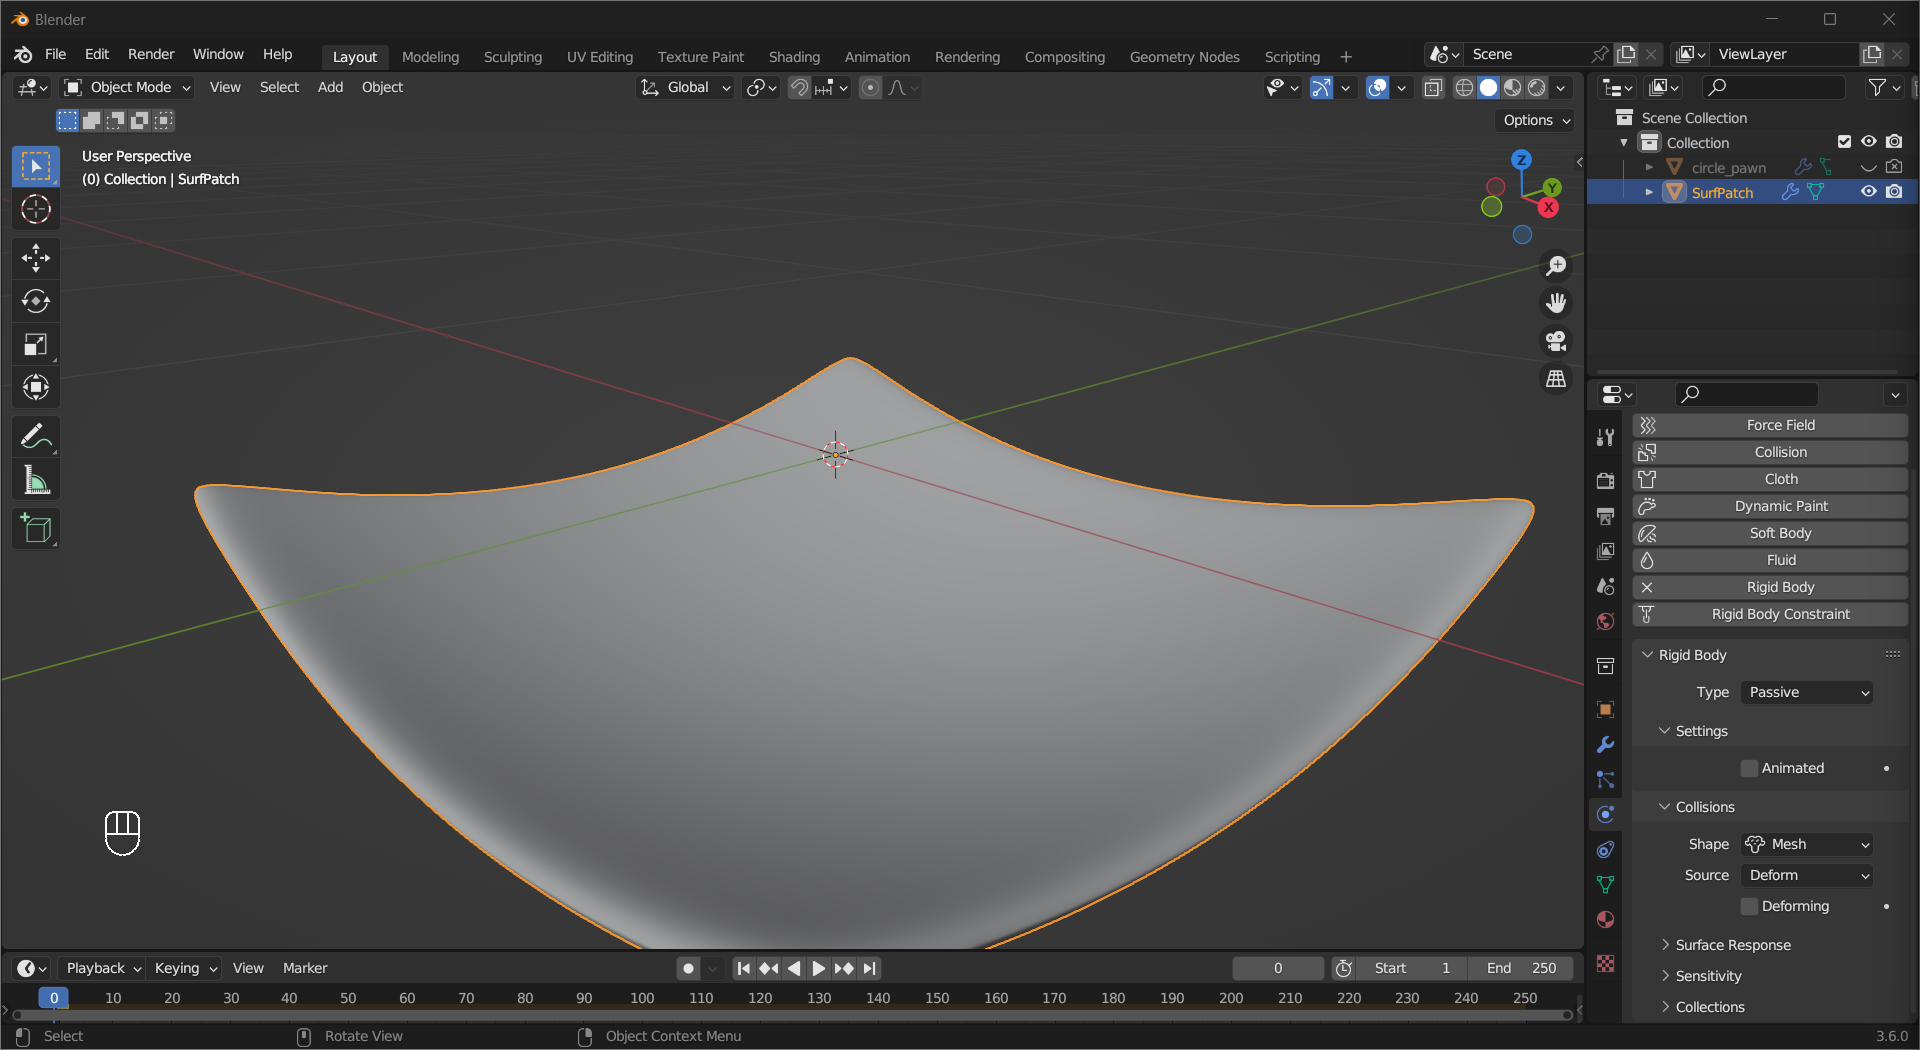 Blender
File Edit Render Window Help Layout Modeling Sculpting UV Editing Texture Paint Shading Animation Rendering Compositing Geometry Nodes Scripting + Scene ViewLayer
Object Mode View Select Add Object Global
Options
User Perspective
(0) Collection | SurfPatch
Z
Y
X
Scene Collection
Collection
circle_pawn
SurfPatch
Force Field
Collision
Cloth
Dynamic Paint
Soft Body
Fluid
Rigid Body
Rigid Body Constraint
Rigid Body
Type Passive
Settings
Animated
Collisions
Shape Mesh
Source Deform
Deforming
Surface Response
Sensitivity
Collections
Playback Keying View Marker 0 Start 1 End 250
0 10 20 30 40 50 60 70 80 90 100 110 120 130 140 150 160 170 180 190 200 210 220 230 240 250
Select Rotate View Object Context Menu 3.6.0